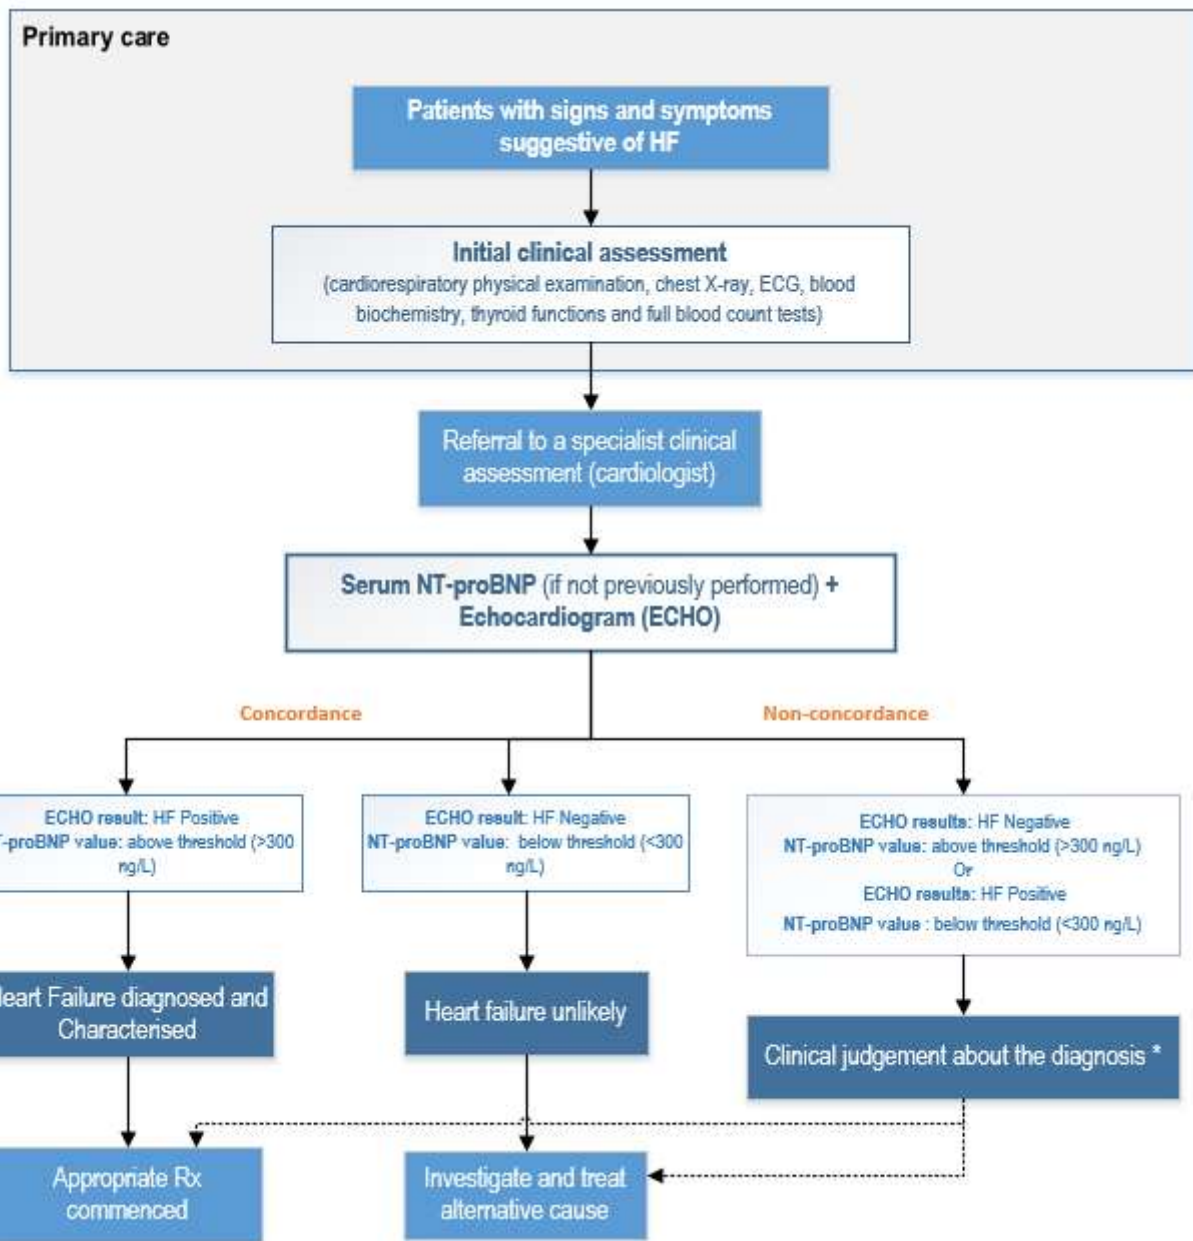 Primary care
Patients with signs and symptoms
suggestive of HF
Initial clinical assessment
(cardiorespiratory physical examination, chest X-ray, ECG, blood
biochemistry, thyroid functions and full blood count tests)
Referral to a specialist clinical
assessment (cardiologist)
Serum NT-proBNP (if not previously performed) +
Echocardiogram (ECHO)
Concordance
Non-concordance
ECHO result: HF Positive
T-proBNP value: above threshold (>300
ng/L)
ECHO result: HF Negative
NT-proBNP value: below threshold (<300
ng/L)
ECHO results: HF Negative
NT-proBNP value: above threshold (>300 ng/L)
Or
ECHO results: HF Positive
NT-proBNP value : below threshold (<300 ng/L)
eart Failure diagnosed and
Characterised
Heart failure unlikely
Clinical judgement about the diagnosis *
Appropriate Rx
commenced
Investigate and treat
alternative cause